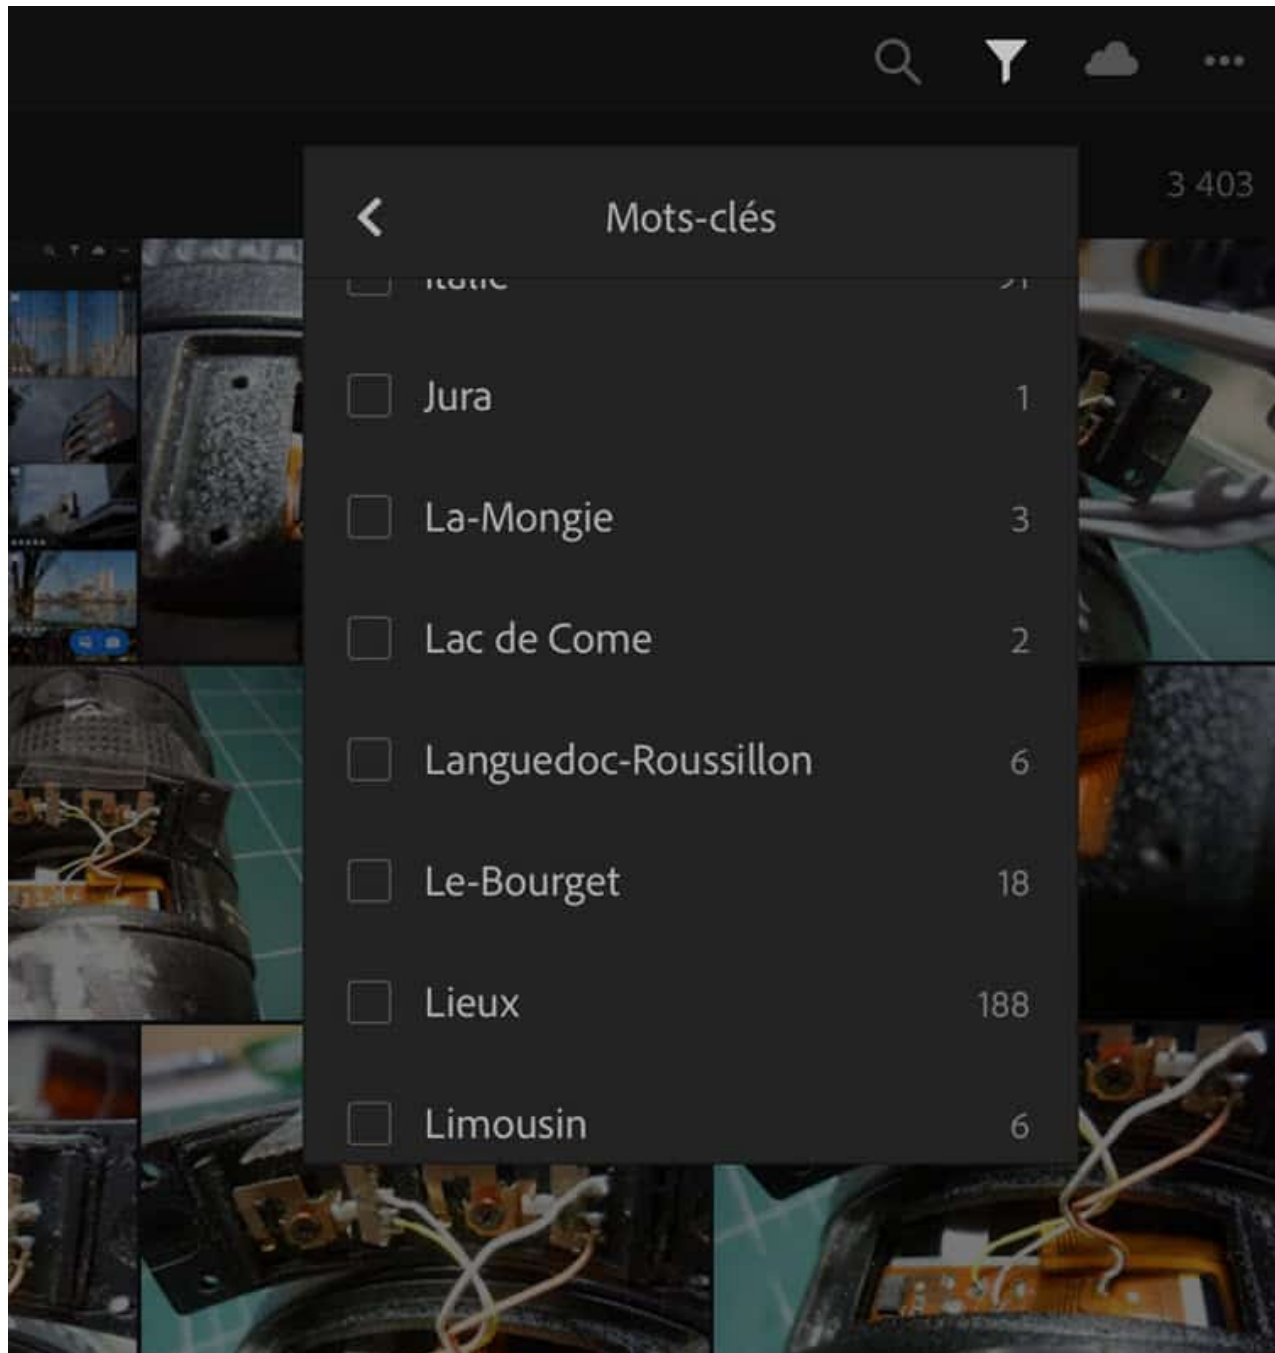 3 403
Mots-clés
Jura 1
La-Mongie 3
Lac de Come 2
Languedoc-Roussillon 6
Le-Bourget 18
Lieux 188
Limousin 6